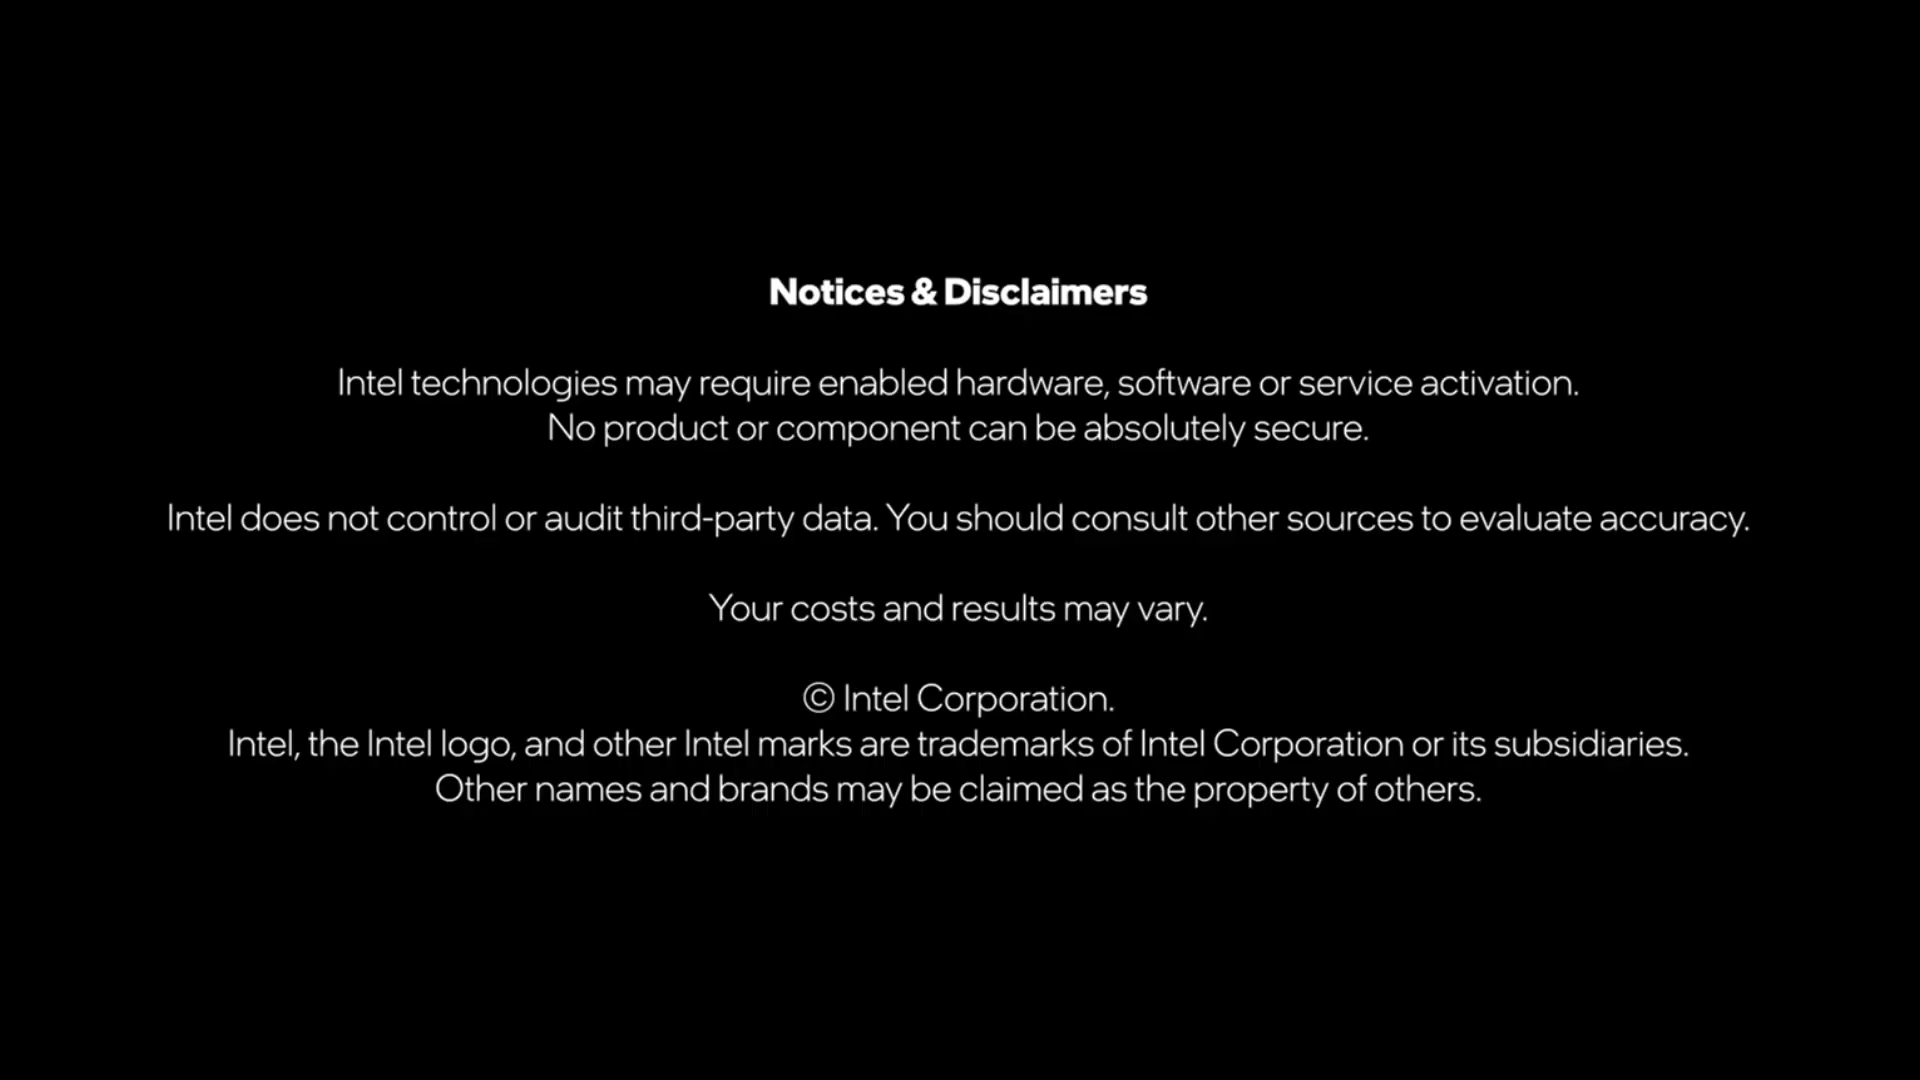 Notices & Disclaimers
Intel technologies may require enabled hardware, software or service activation.
No product or component can be absolutely secure.
Intel does not control or audit third-party data. You should consult other sources to evaluate accuracy.
Your costs and results may vary.
© Intel Corporation.
Intel, the Intel logo, and other Intel marks are trademarks of Intel Corporation or its subsidiaries.
Other names and brands may be claimed as the property of others.